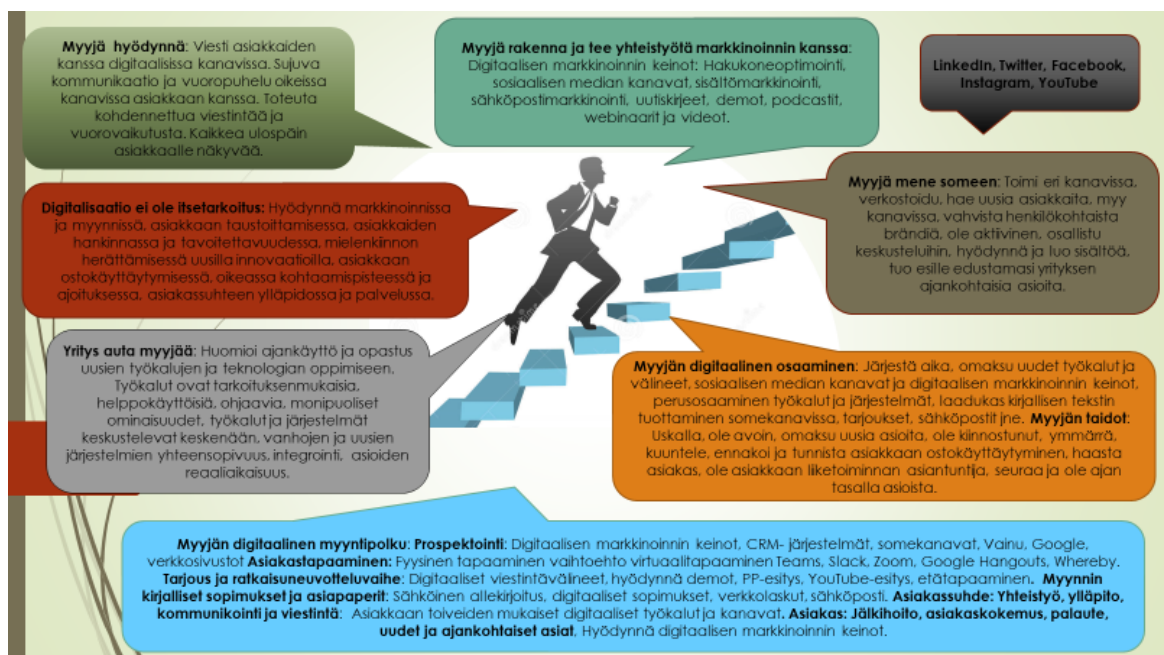 Myyjä hyödynnä: Viesti asiakkaiden
kanssa digitaalisissa kanavissa. Sujuva
kommunikaatio ja vuoropuhelu oikeissa
kanavissa asiakkaan kanssa. Toteuta
kohdennettua viestintää ja
vuorovaikutusta. Kaikkea ulospäin
asiakkaalle näkyvää.
Myyjä rakenna ja tee yhteistyötä markkinoinnin kanssa:
Digitaalisen markkinoinnin keinot: Hakukoneoptimointi,
sosiaalisen median kanavat, sisältömarkkinointi,
sähköpostimarkkinointi, uutiskirjeet, demot, podcastit,
webinaarit ja videot.
LinkedIn, Twitter, Facebook,
Instagram, YouTube
Digitalisaatio ei ole itsetarkoitus: Hyödynnä markkinoinnissa
ja myynnissä, asiakkaan taustoittamisessa, asiakkaiden
hankinnassa ja tavoitettavuudessa, mielenkiinnon
herättämisessä uusilla innovaatioilla, asiakkaan
ostokäyttäytymisessä, oikeassa kohtaamispisteessä ja
ajoituksessa, asiakassuhteen ylläpidossa ja palvelussa.
Myyjä mene someen: Toimi eri kanavissa,
verkostoidu, hae uusia asiakkaita, myy
kanavissa, vahvista henkilökohtaista
brändiä, ole aktiivinen, osallistu
keskusteluihin, hyödynnä ja luo sisältöä,
tuo esille edustamasi yrityksen
ajankohtaisia asioita.
Yritys auta myyjää: Huomioi ajankäyttö ja opastus
uusien työkalujen ja teknologian oppimiseen.
Työkalut ovat tarkoituksenmukaisia,
helppokäyttöisiä, ohjaavia, monipuoliset
ominaisuudet, työkalut ja järjestelmät
keskustelevat keskenään, vanhojen ja uusien
järjestelmien yhteensopivuus, integrointi, asioiden
reaaliaikaisuus.
Myyjän digitaalinen osaaminen: Järjestä aika, omaksu uudet työkalut ja
välineet, sosiaalisen median kanavat ja digitaalisen markkinoinnin keinot,
perusosaaminen työkalut ja järjestelmät, laadukas kirjallisen tekstin
tuottaminen somekanavissa, tarjoukset, sähköpostit jne. Myyjän taidot:
Uskalla, ole avoin, omaksu uusia asioita, ole kiinnostunut, ymmärrä,
kuuntele, ennakoi ja tunnista asiakkaan ostokäyttäytyminen, haasta
asiakas, ole asiakkaan liiketoiminnan asiantuntija, seuraa ja ole ajan
tasalla asioista.
Myyjän digitaalinen myyntipolku: Prospektointi: Digitaalisen markkinoinnin keinot, CRM- järjestelmät, somekanavat, Vainu, Google,
verkkosivustot Asiakastapaaminen: Fyysinen tapaaminen vaihtoehto virtuaalitapaaminen Teams, Slack, Zoom, Google Hangouts, Whereby.
Tarjous ja ratkaisuneuvotteluvaihe: Digitaaliset viestintävälineet, hyödynnä demot, PP-esitys, YouTube-esitys, etätapaaminen. Myynnin
kirjalliset sopimukset ja asiapaperit: Sähköinen allekirjoitus, digitaaliset sopimukset, verkkolaskut, sähköposti. Asiakassuhde: Yhteistyö, ylläpito,
kommunikointi ja viestintä: Asiakkaan toiveiden mukaiset digitaaliset työkalut ja kanavat. Asiakas: Jälkihoito, asiakaskokemus, palaute,
uudet ja ajankohtaiset asiat, Hyödynnä digitaalisen markkinoinnin keinot.